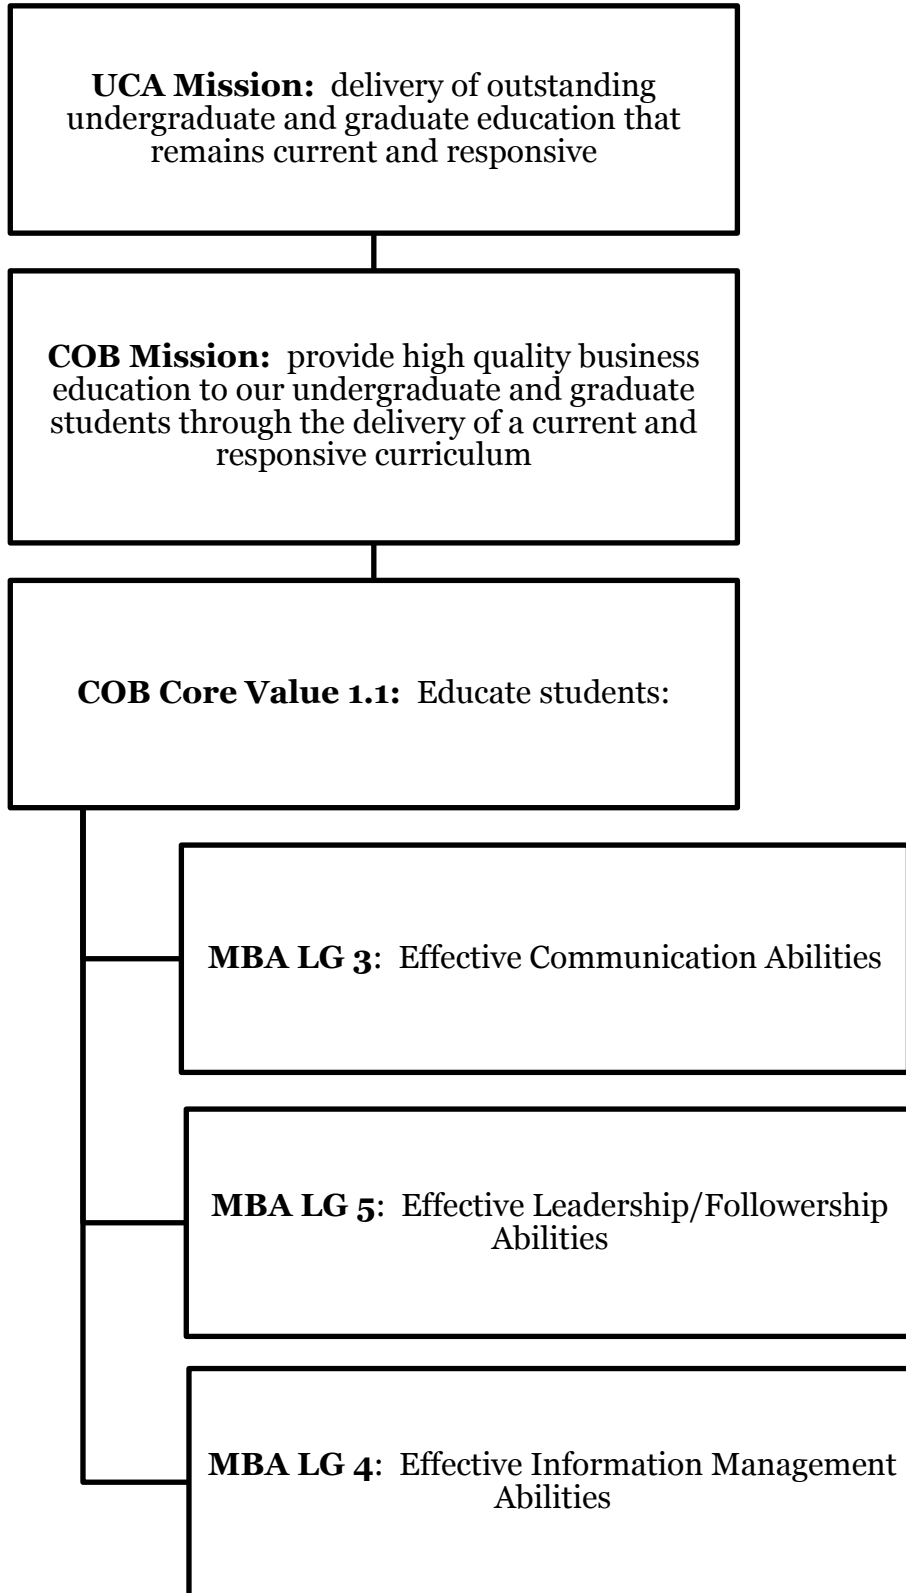 UCA Mission:  delivery of outstanding
undergraduate and graduate education that
remains current and responsive
COB Mission:  provide high quality business
education to our undergraduate and graduate
students through the delivery of a current and
responsive curriculum
COB Core Value 1.1:  Educate students:
MBA LG 3:  Effective Communication Abilities
MBA LG 5:  Effective Leadership/Followership
Abilities
MBA LG 4:  Effective Information Management
Abilities